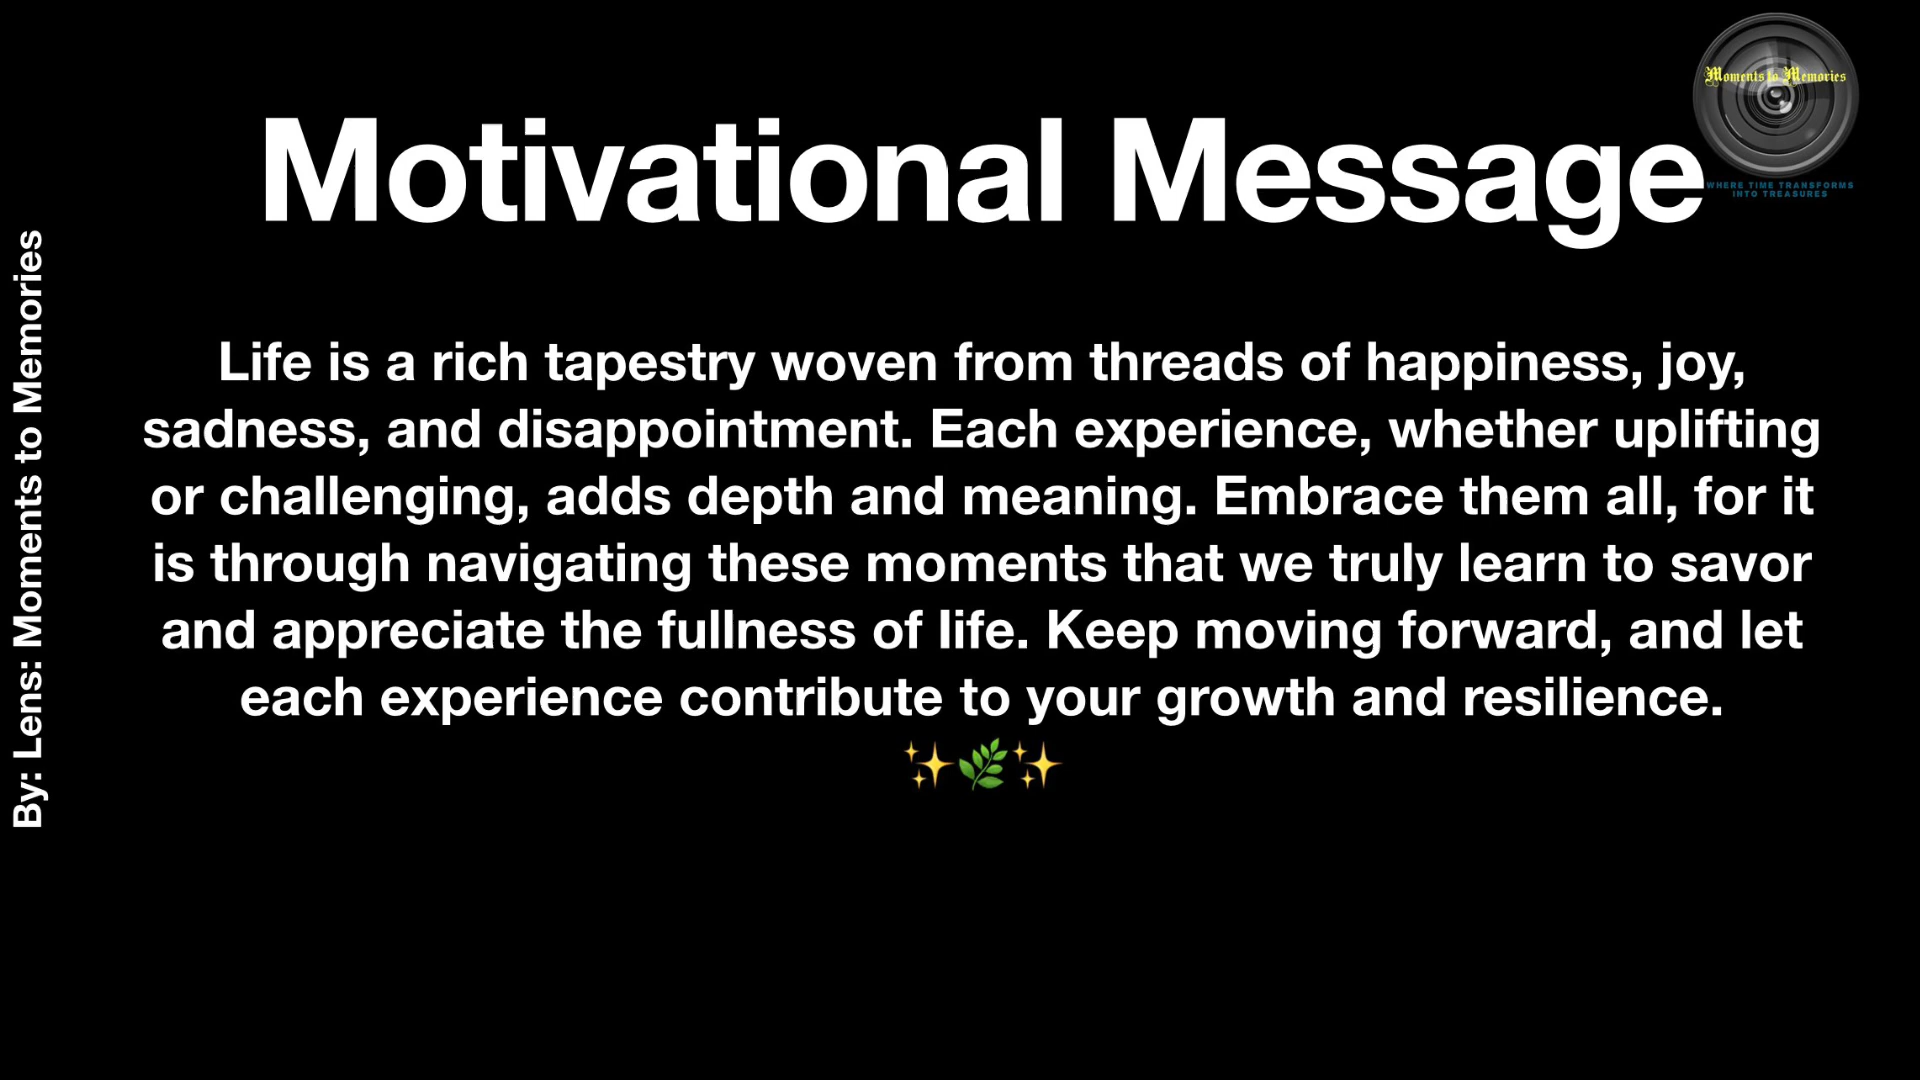 Moments to Memories
WHERE TIME TRANSFORMS
INTO TREASURES
Motivational Message
By: Lens: Moments to Memories
Life is a rich tapestry woven from threads of happiness, joy,
sadness, and disappointment. Each experience, whether uplifting
or challenging, adds depth and meaning. Embrace them all, for it
is through navigating these moments that we truly learn to savor
and appreciate the fullness of life. Keep moving forward, and let
each experience contribute to your growth and resilience.
✨🌿✨